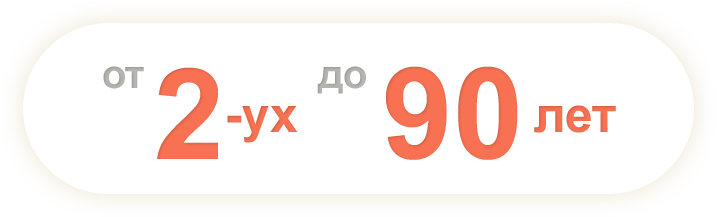 от 2-ух до 90 лет